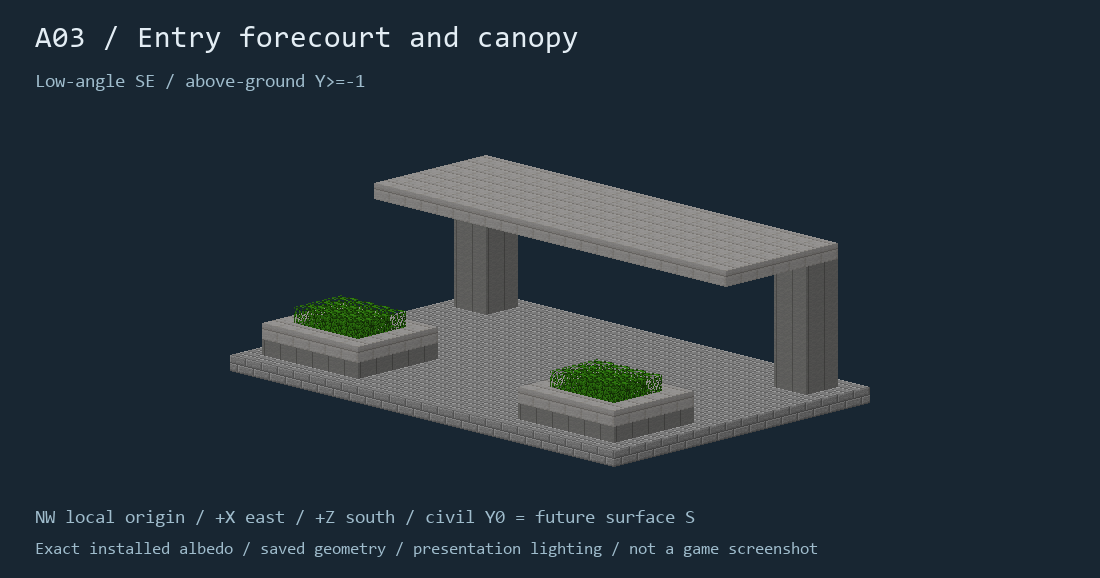 A03 / Entry forecourt and canopy
Low-angle SE / above-ground Y>=-1
NW local origin / +X east / +Z south / civil Y0 = future surface S
Exact installed albedo / saved geometry / presentation lighting / not a game screenshot